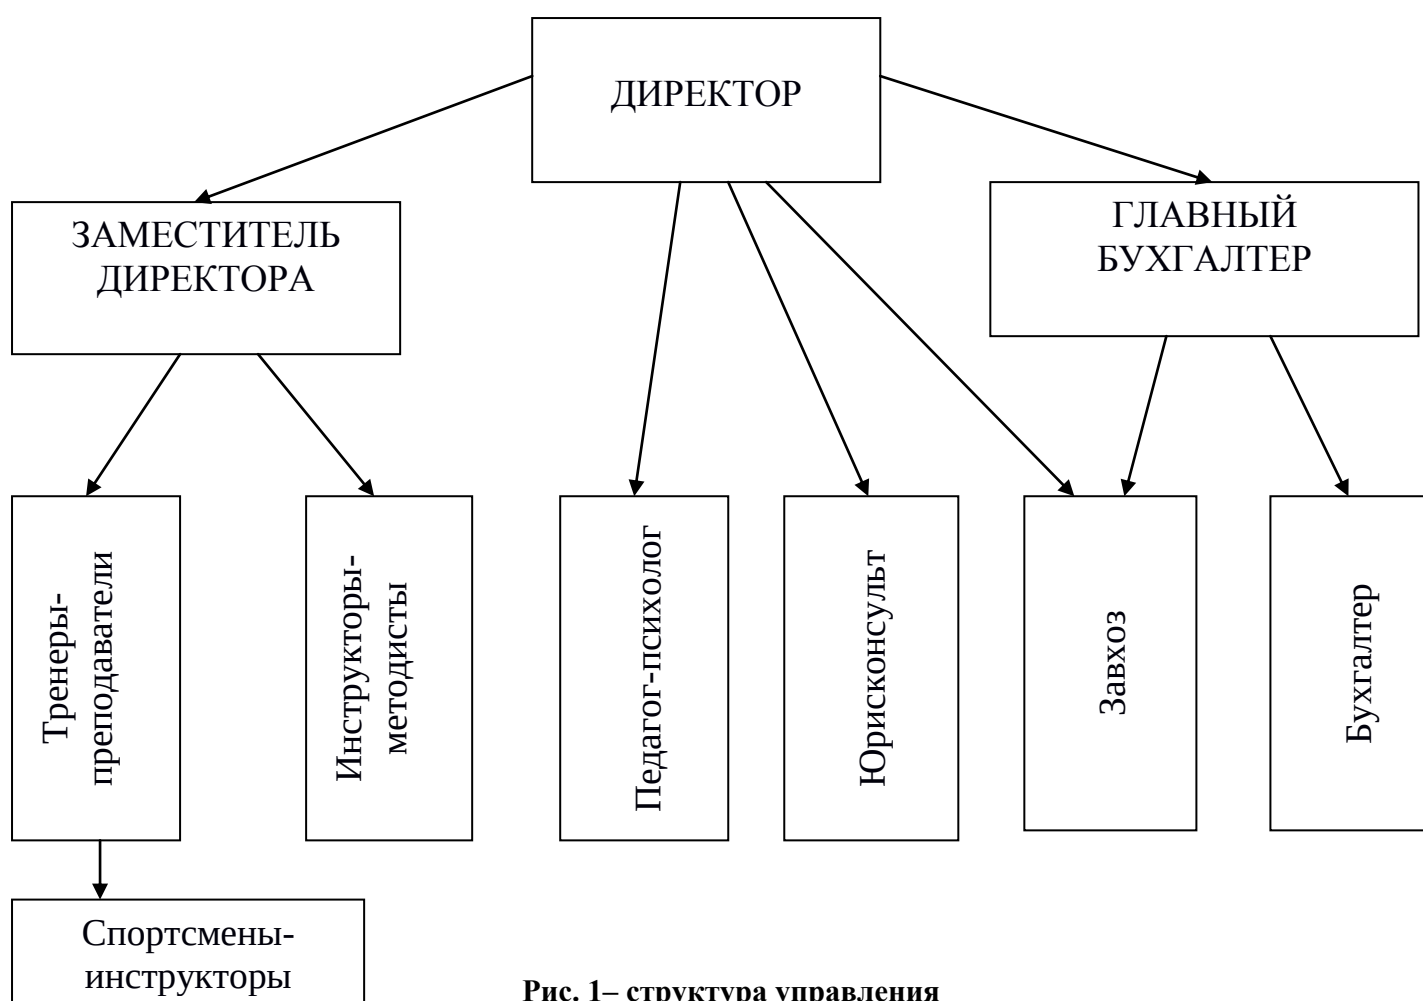 ДИРЕКТОР
ЗАМЕСТИТЕЛЬ
ДИРЕКТОРА
ГЛАВНЫЙ
БУХГАЛТЕР
Тренеры-
преподаватели
Инструкторы-
методисты
Педагог-психолог
Юрисконсульт
Завхоз
Бухгалтер
Спортсмены-
инструкторы
Рис. 1– структура управления